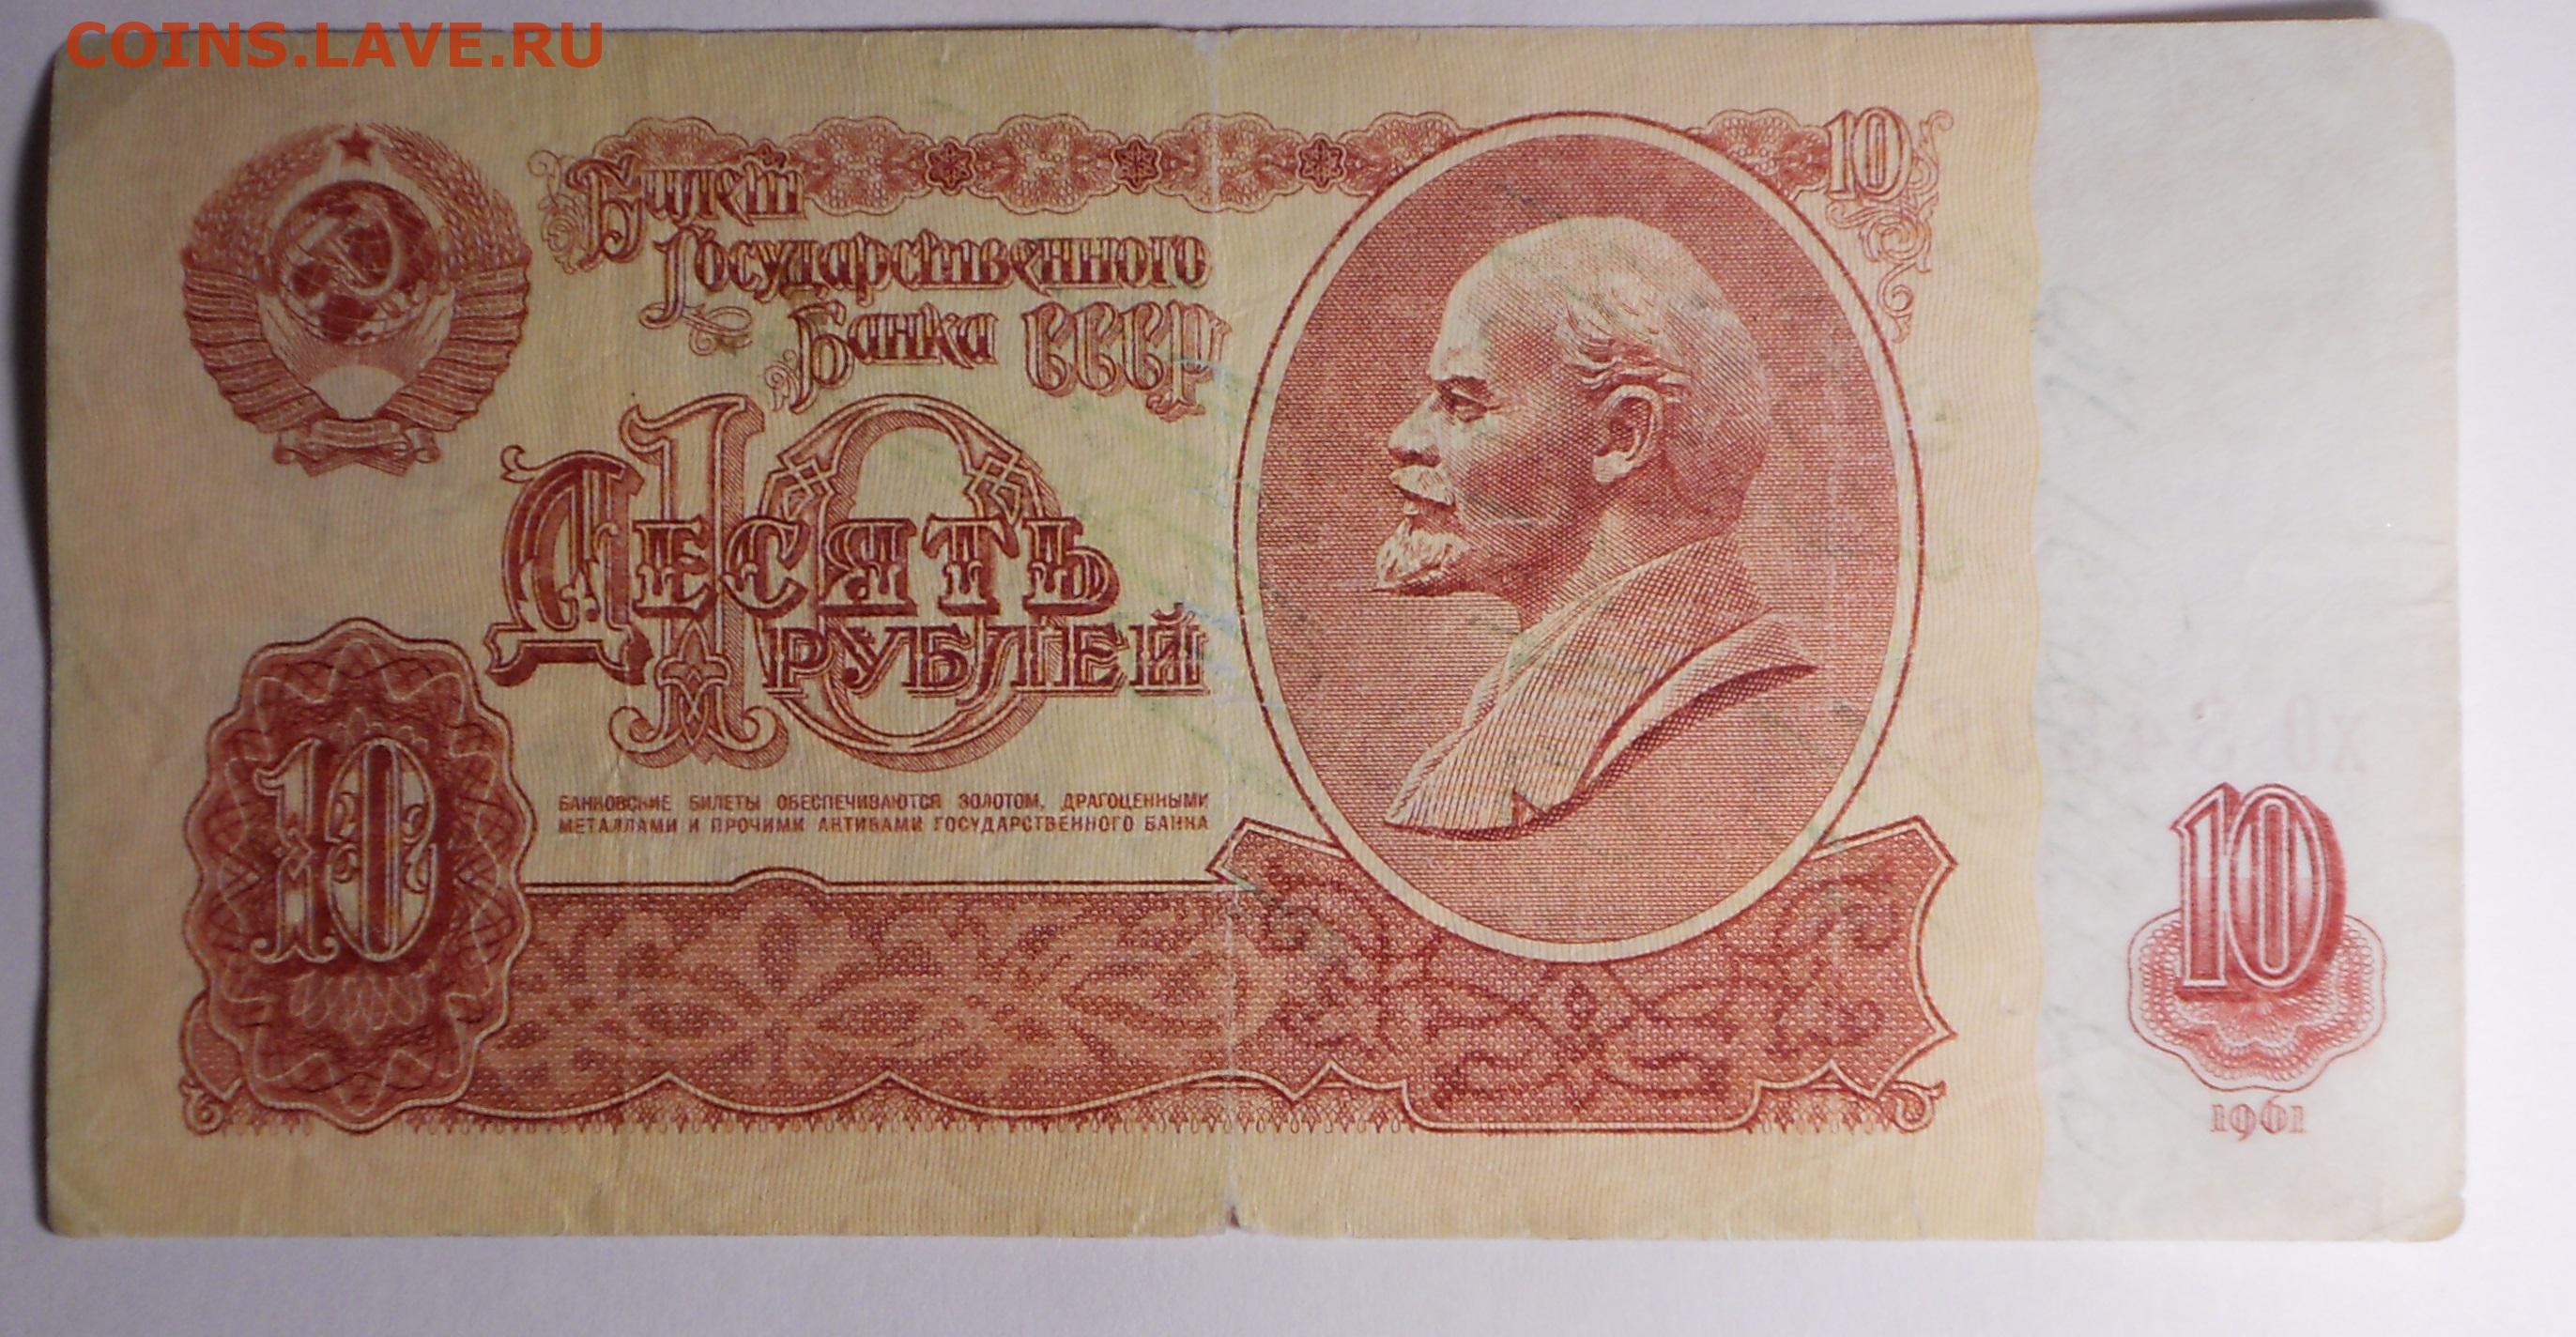 COINS.LAVE.RU
Билет
Государственного
Банка СССР
10
10
Десять
рублей
БАНКОВСКИЕ БИЛЕТЫ ОБЕСПЕЧИВАЮТСЯ ЗОЛОТОМ, ДРАГОЦЕННЫМИ
МЕТАЛЛАМИ И ПРОЧИМИ АКТИВАМИ ГОСУДАРСТВЕННОГО БАНКА
10
10
1961